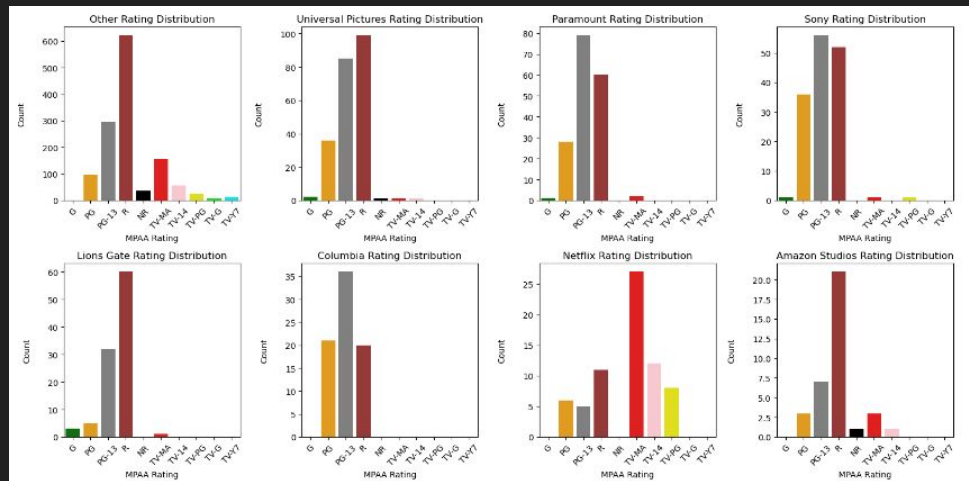 Other Rating Distribution
600
500
400
300
200
100
0
Count
G PG PG-13 R NR TV-MA TV-14 TV-PG TV-G TV-Y7
MPAA Rating
Universal Pictures Rating Distribution
100
80
60
40
20
0
Count
G PG PG-13 R NR TV-MA TV-14 TV-PG TV-G TV-Y7
MPAA Rating
Paramount Rating Distribution
80
70
60
50
40
30
20
10
0
Count
G PG PG-13 R NR TV-MA TV-14 TV-PG TV-G TV-Y7
MPAA Rating
Sony Rating Distribution
50
40
30
20
10
0
Count
G PG PG-13 R NR TV-MA TV-14 TV-PG TV-G TV-Y7
MPAA Rating
Lions Gate Rating Distribution
60
50
40
30
20
10
0
Count
G PG PG-13 R NR TV-MA TV-14 TV-PG TV-G TV-Y7
MPAA Rating
Columbia Rating Distribution
35
30
25
20
15
10
5
0
Count
G PG PG-13 R NR TV-MA TV-14 TV-PG TV-G TV-Y7
MPAA Rating
Netflix Rating Distribution
25
20
15
10
5
0
Count
G PG PG-13 R NR TV-MA TV-14 TV-PG TV-G TV-Y7
MPAA Rating
Amazon Studios Rating Distribution
20.0
17.5
15.0
12.5
10.0
7.5
5.0
2.5
0.0
Count
G PG PG-13 R NR TV-MA TV-14 TV-PG TV-G TV-Y7
MPAA Rating